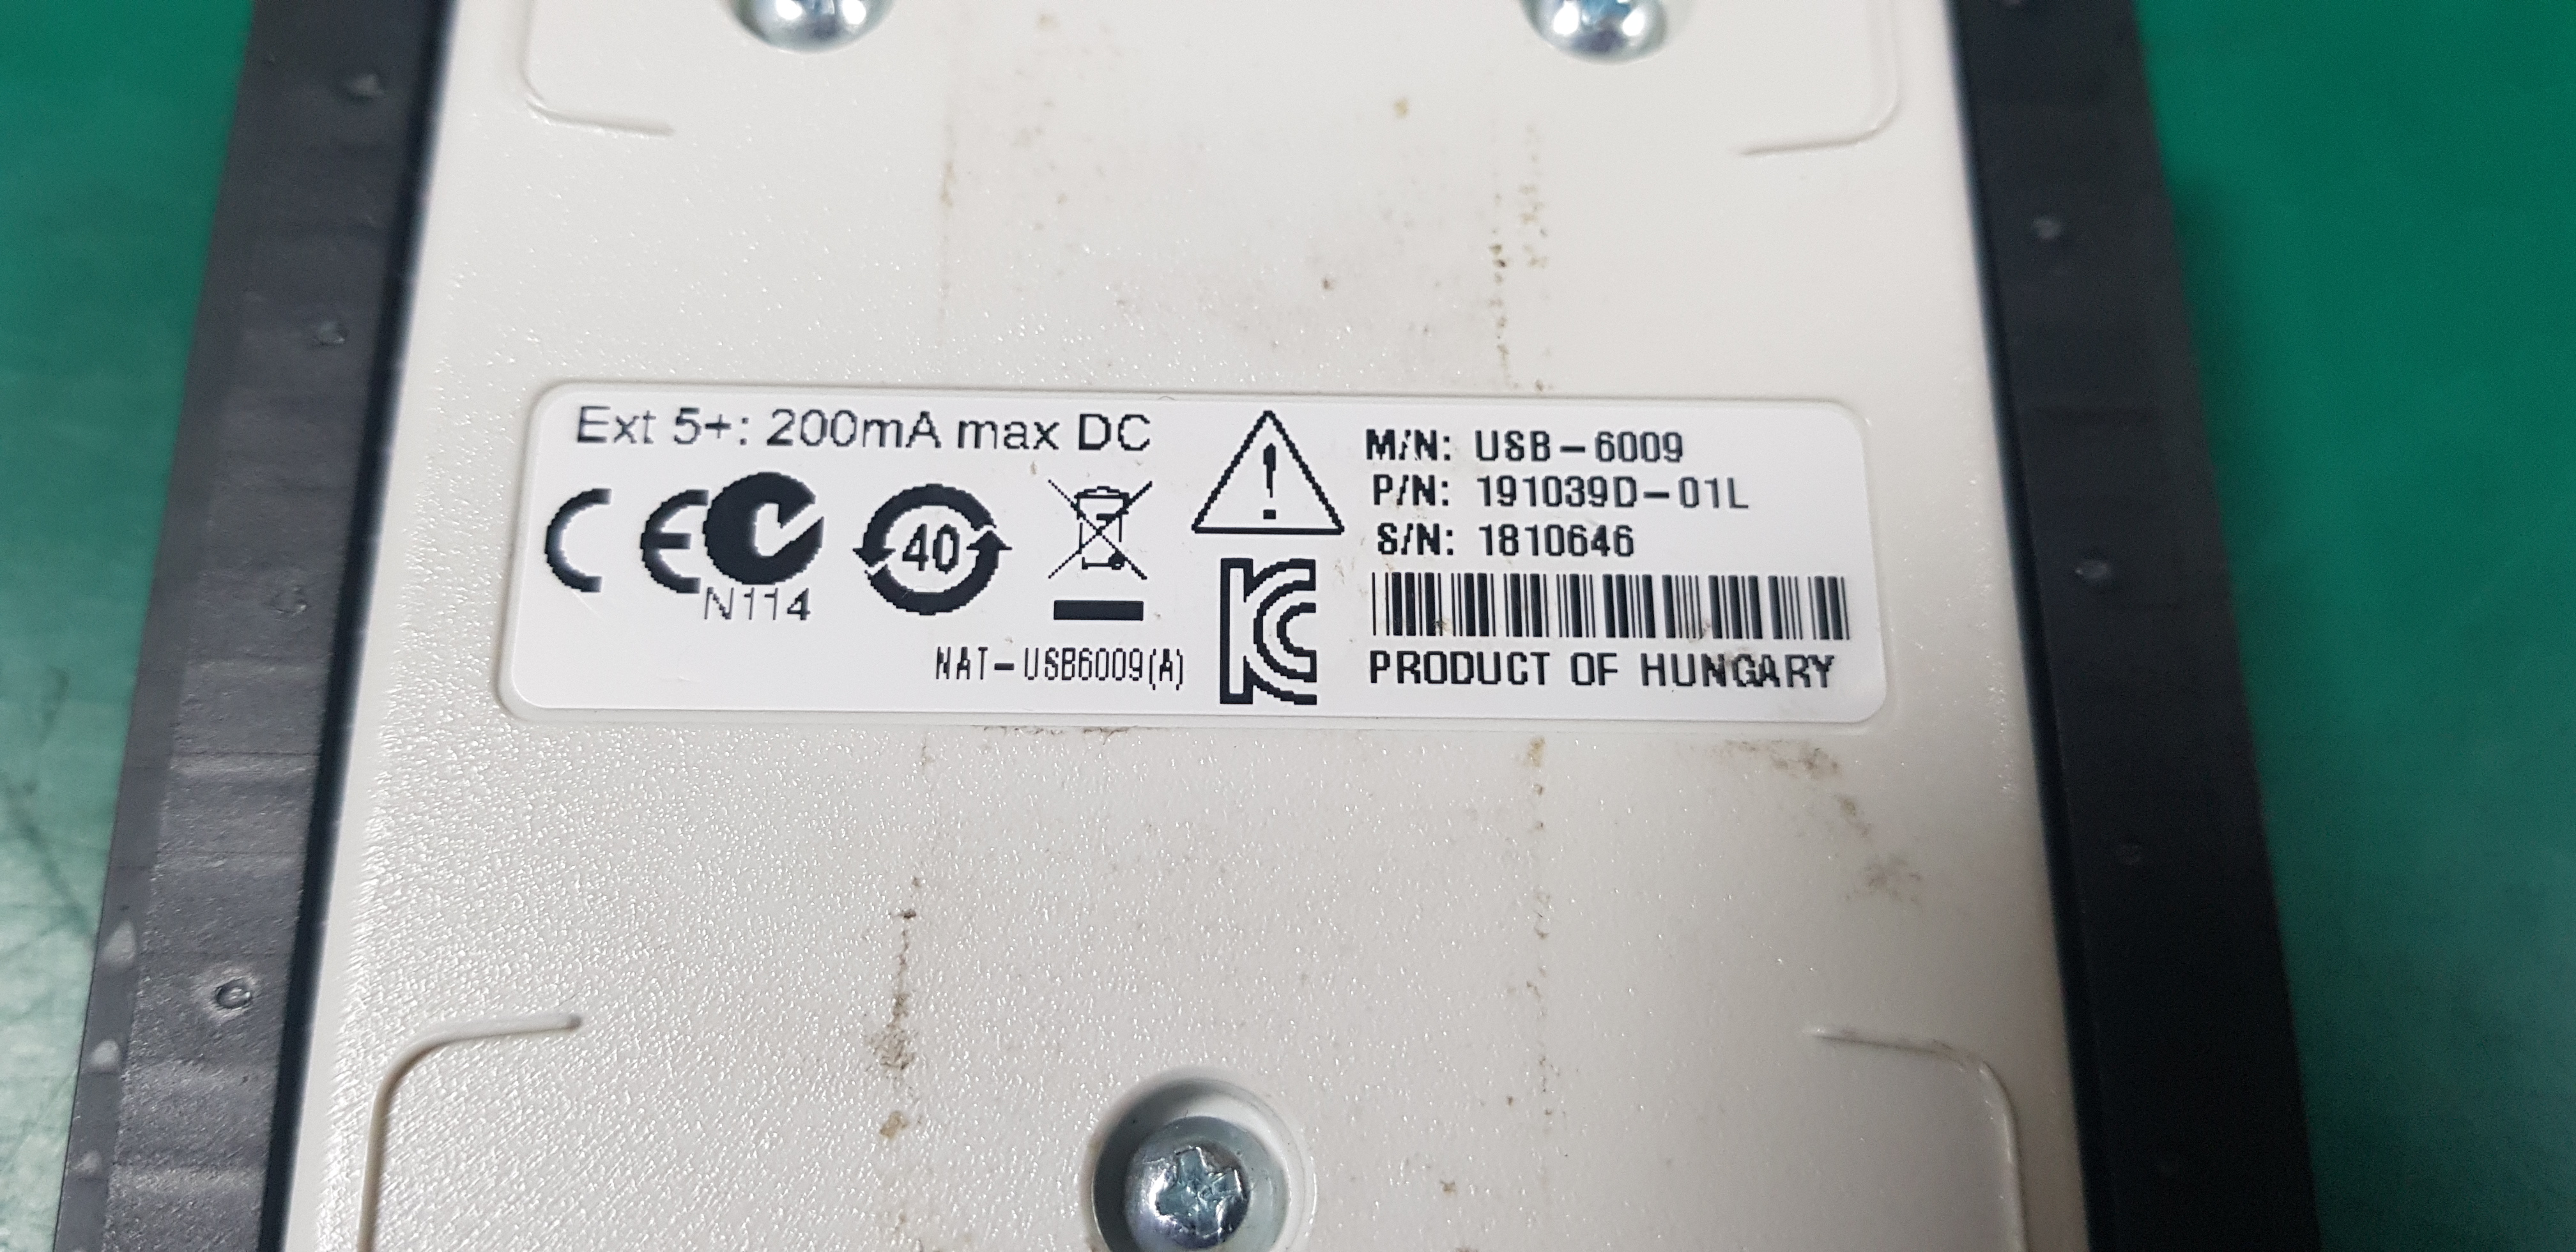 Ext 5+: 200mA max DC
CE
N114
40
NAT-USB6009(A)
KC
M/N: USB-6009
P/N: 191039D-01L
S/N: 1810646
PRODUCT OF HUNGARY